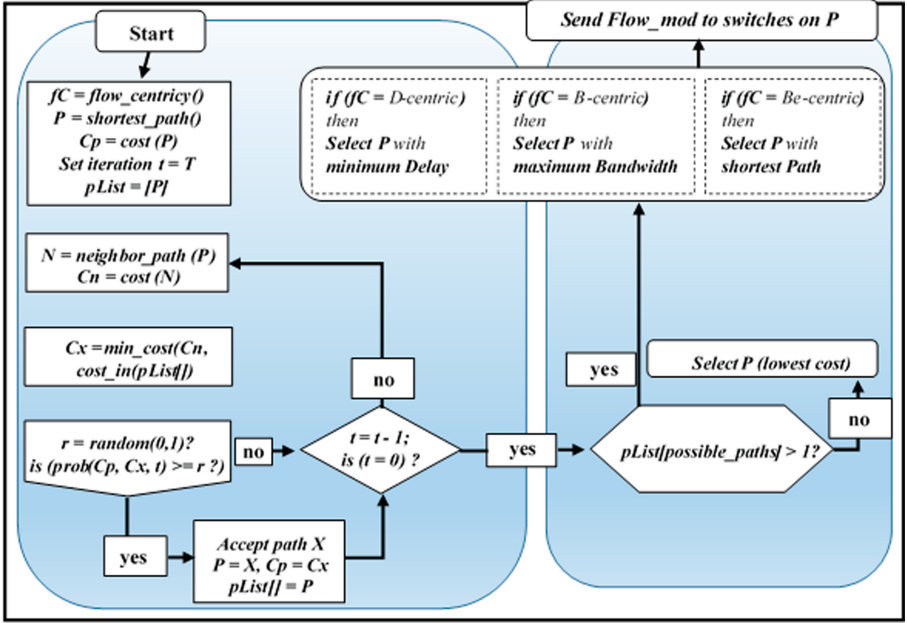 Start
fC = flow_centricy()
P = shortest_path()
Cp = cost (P)
Set iteration t = T
pList = [P]
N = neighbor_path (P)
Cn = cost (N)
Cx =min_cost(Cn,
cost_in(pList[])
r = random(0,1)?
is (prob(Cp, Cx, t) >= r ?)
no
yes
Accept path X
P = X, Cp = Cx
pList[] = P
t = t - 1;
is (t = 0) ?
no
yes
pList[possible_paths] > 1?
no
Select P (lowest cost)
yes
if (fC = D-centric)
then
Select P with
minimum Delay
if (fC = B-centric)
then
Select P with
maximum Bandwidth
if (fC = Be-centric)
then
Select P with
shortest Path
Send Flow_mod to switches on P